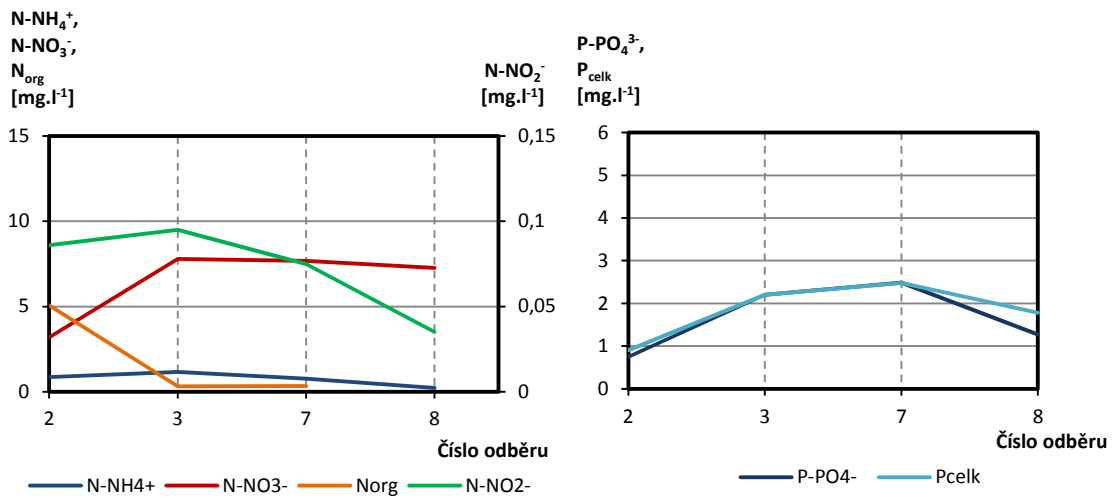 N-NH₄⁺,
N-NO₃⁻,
N_org
[mg.l⁻¹]
N-NO₂⁻
[mg.l⁻¹]
15
10
5
0
0,15
0,1
0,05
0
2 3 7 8
Číslo odběru
N-NH4+ N-NO3- Norg N-NO2-
P-PO₄³⁻,
P_celk
[mg.l⁻¹]
6
5
4
3
2
1
0
2 3 7 8
Číslo odběru
P-PO4- Pcelk